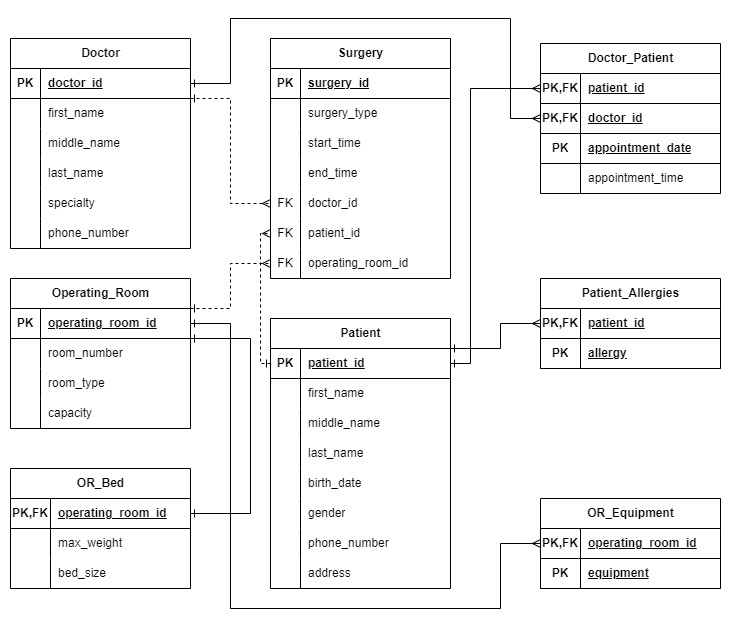 Doctor
PK doctor_id
first_name
middle_name
last_name
specialty
phone_number
Surgery
PK surgery_id
surgery_type
start_time
end_time
FK doctor_id
FK patient_id
FK operating_room_id
Doctor_Patient
PK,FK patient_id
PK,FK doctor_id
PK appointment_date
appointment_time
Operating_Room
PK operating_room_id
room_number
room_type
capacity
Patient
PK patient_id
first_name
middle_name
last_name
birth_date
gender
phone_number
address
Patient_Allergies
PK,FK patient_id
PK allergy
OR_Bed
PK,FK operating_room_id
max_weight
bed_size
OR_Equipment
PK,FK operating_room_id
PK equipment